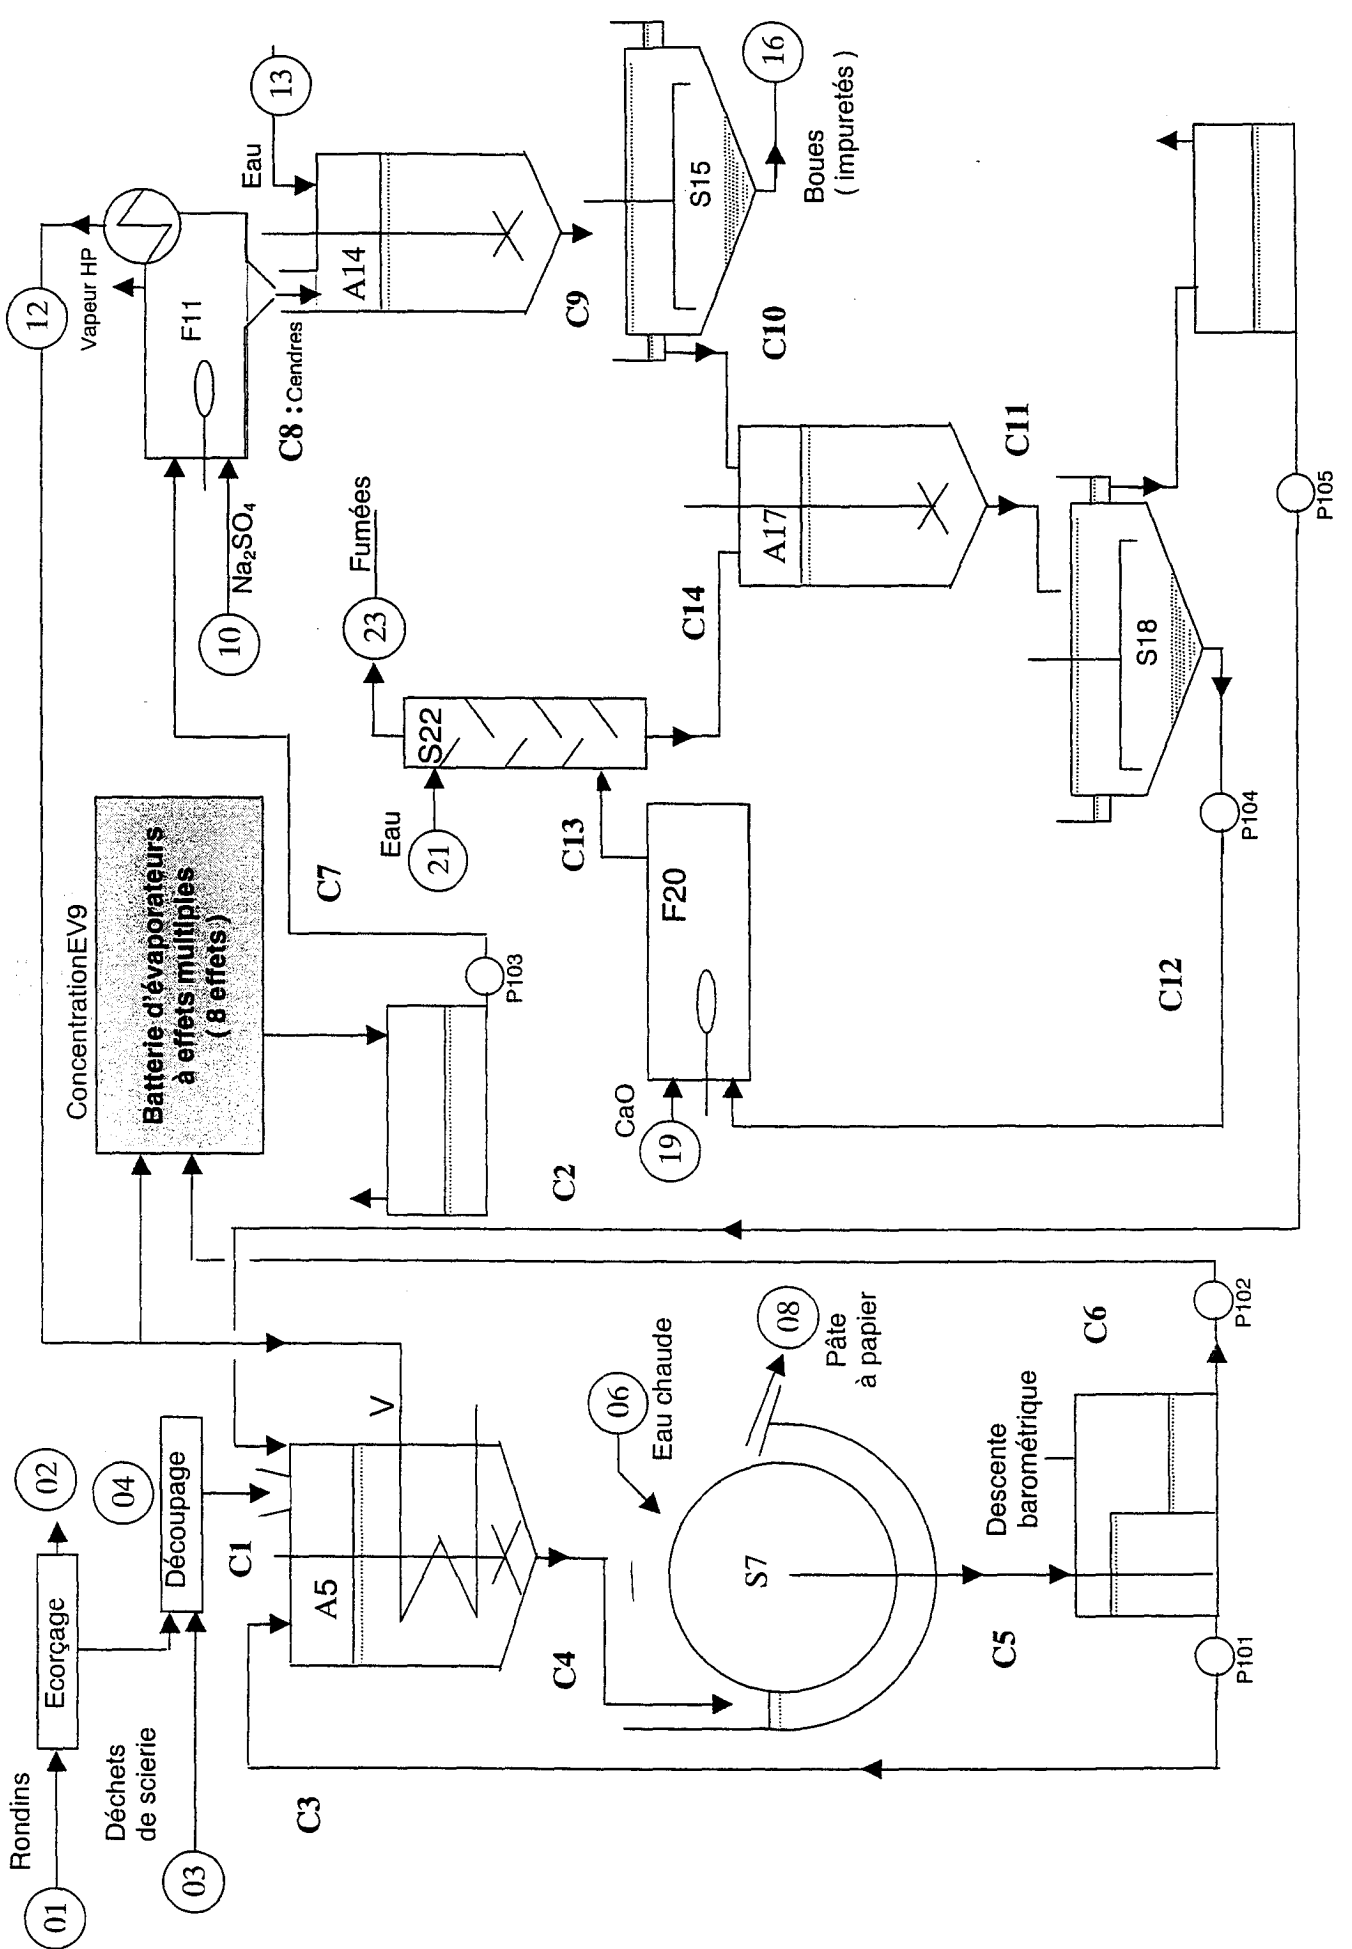 Rondins
01
Ecorçage
02
Déchets
de scierie
03
Découpage
04
C3
C1
A5
V
C4
06
Eau chaude
S7
08
Pâte
à papier
C5
Descente
barométrique
C6
P101
P102
ConcentrationEV9
Batterie d'évaporateurs
à effets multiples
( 8 effets )
C2
P103
C7
12
Vapeur HP
F11
10
Na₂SO₄
C8 : Cendres
Eau
13
A14
C9
S15
16
Boues
( impuretés )
C10
Fumées
23
S22
Eau
21
C13
C14
A17
C11
CaO
19
F20
S18
C12
P104
P105